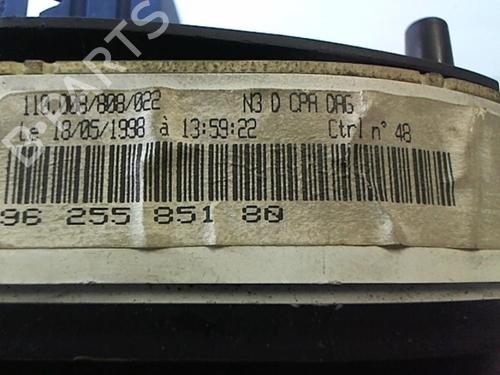 110.008/808/022 N3 D CPA DAG
Le 18/05/1998 à 13:59:22 Ctrl n° 48
96 255 851 80
B-PARTS